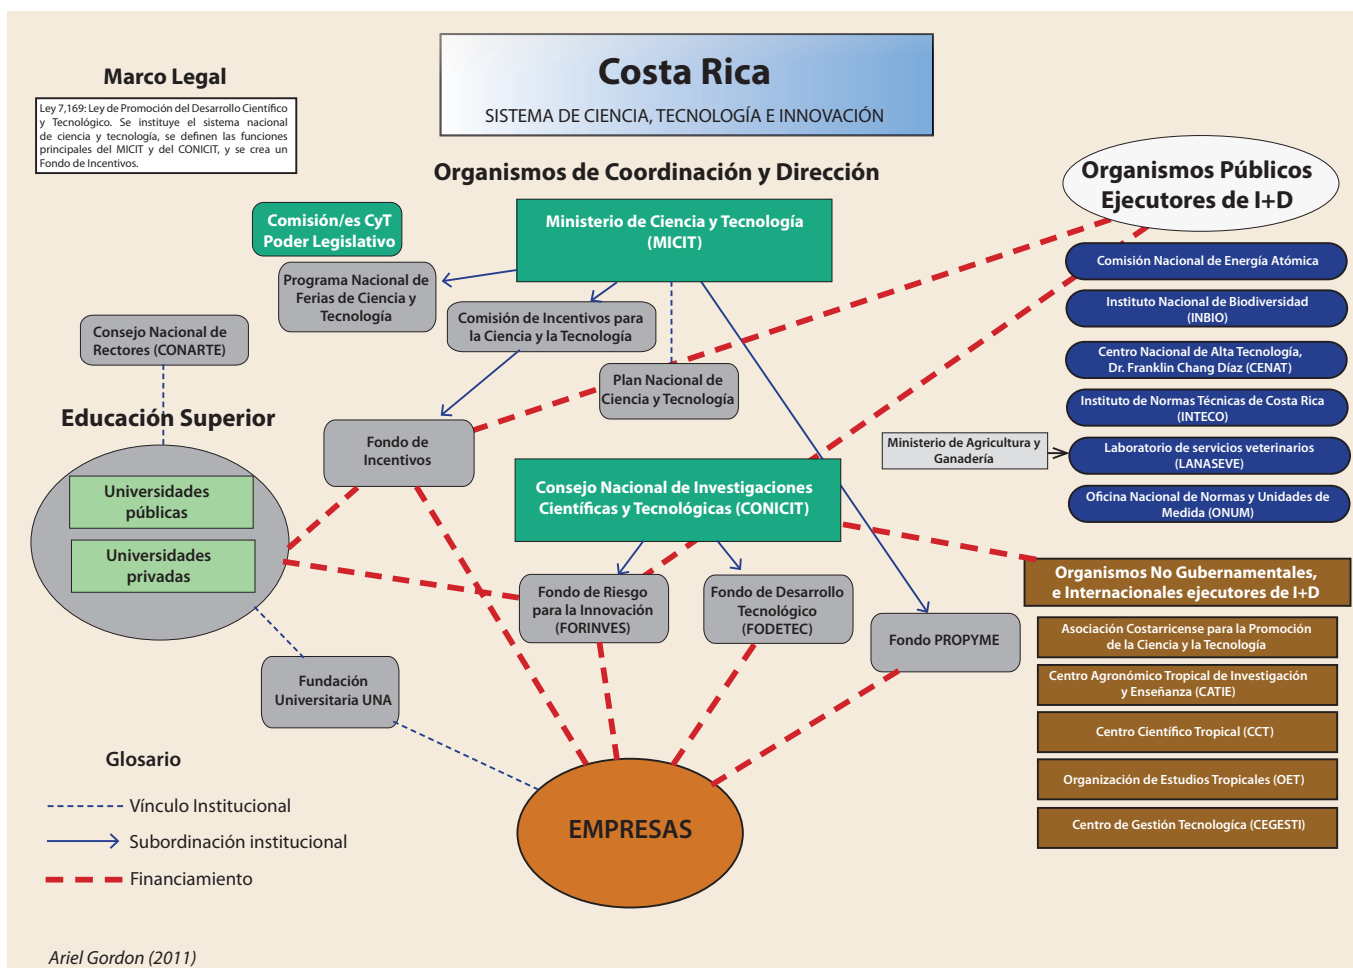 Costa Rica
SISTEMA DE CIENCIA, TECNOLOGÍA E INNOVACIÓN
Marco Legal
Ley 7,169: Ley de Promoción del Desarrollo Científico
y Tecnológico. Se instituye el sistema nacional
de ciencia y tecnología, se definen las funciones
principales del MICIT y del CONICIT, y se crea un
Fondo de Incentivos.
Organismos de Coordinación y Dirección
Comisión/es CyT
Poder Legislativo
Ministerio de Ciencia y Tecnología
(MICIT)
Programa Nacional de
Ferias de Ciencia y
Tecnología
Comisión de Incentivos para
la Ciencia y la Tecnología
Consejo Nacional de
Rectores (CONARTE)
Plan Nacional de
Ciencia y Tecnología
Educación Superior
Universidades
públicas
Universidades
privadas
Fondo de
Incentivos
Consejo Nacional de Investigaciones
Científicas y Tecnológicas (CONICIT)
Fondo de Riesgo
para la Innovación
(FORINVES)
Fondo de Desarrollo
Tecnológico
(FODETEC)
Fondo PROPYME
Fundación
Universitaria UNA
EMPRESAS
Organismos Públicos
Ejecutores de I+D
Comisión Nacional de Energía Atómica
Instituto Nacional de Biodiversidad
(INBIO)
Centro Nacional de Alta Tecnología,
Dr. Franklin Chang Díaz (CENAT)
Instituto de Normas Técnicas de Costa Rica
(INTECO)
Ministerio de Agricultura y
Ganadería
Laboratorio de servicios veterinarios
(LANASEVE)
Oficina Nacional de Normas y Unidades de
Medida (ONUM)
Organismos No Gubernamentales,
e Internacionales ejecutores de I+D
Asociación Costarricense para la Promoción
de la Ciencia y la Tecnología
Centro Agronómico Tropical de Investigación
y Enseñanza (CATIE)
Centro Científico Tropical (CCT)
Organización de Estudios Tropicales (OET)
Centro de Gestión Tecnologíca (CEGESTI)
Glosario
Vínculo Institucional
Subordinación institucional
Financiamiento
Ariel Gordon (2011)